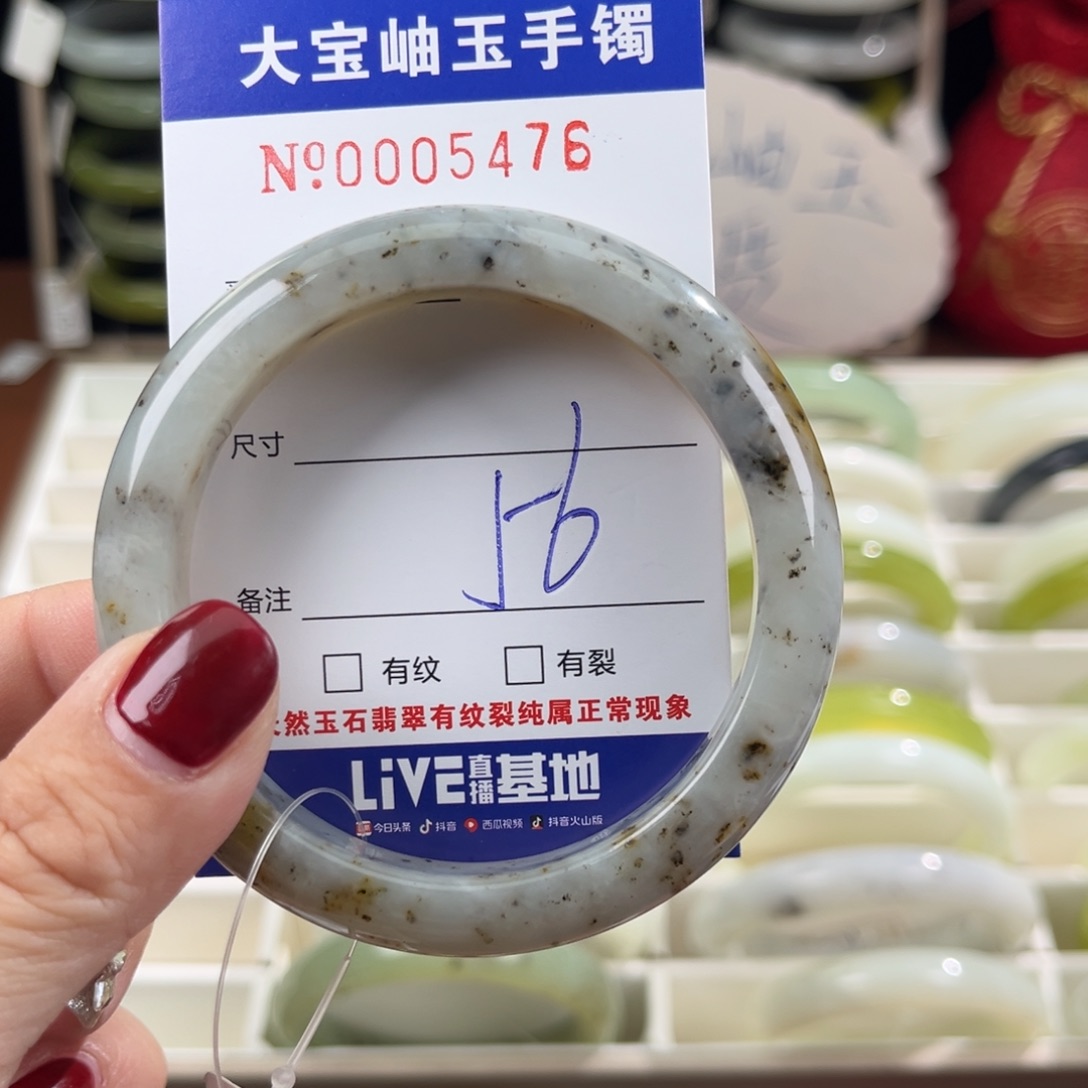 大宝岫玉手镯
Nº0005476
尺寸
56
备注
有纹 有裂
然玉石翡翠有纹裂纯属正常现象
LiVE直播基地
今日头条 抖音 西瓜视频 抖音火山版